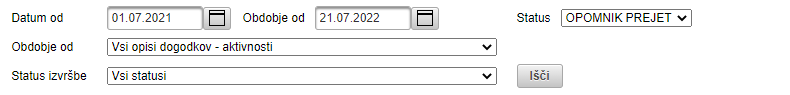 Datum od 01.07.2021 Obdobje od 21.07.2022 Status OPOMNIK PREJET
Obdobje od Vsi opisi dogodkov - aktivnosti
Status izvršbe Vsi statusi Išči